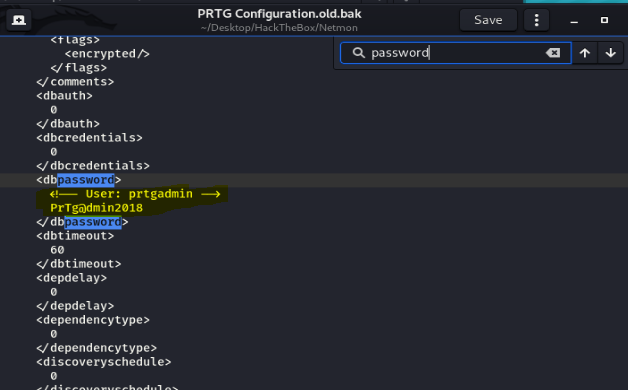 PRTG Configuration.old.bak
~/Desktop/HackTheBox/Netmon
Save
password
<flags>
<encrypted/>
</flags>
</comments>
<dbauth>
0
</dbauth>
<dbcredentials>
0
</dbcredentials>
<dbpassword>
<!-- User: prtgadmin -->
PrTg@dmin2018
</dbpassword>
<dbtimeout>
60
</dbtimeout>
<depdelay>
0
</depdelay>
<dependencytype>
0
</dependencytype>
<discoveryschedule>
0
</discoveryschedule>